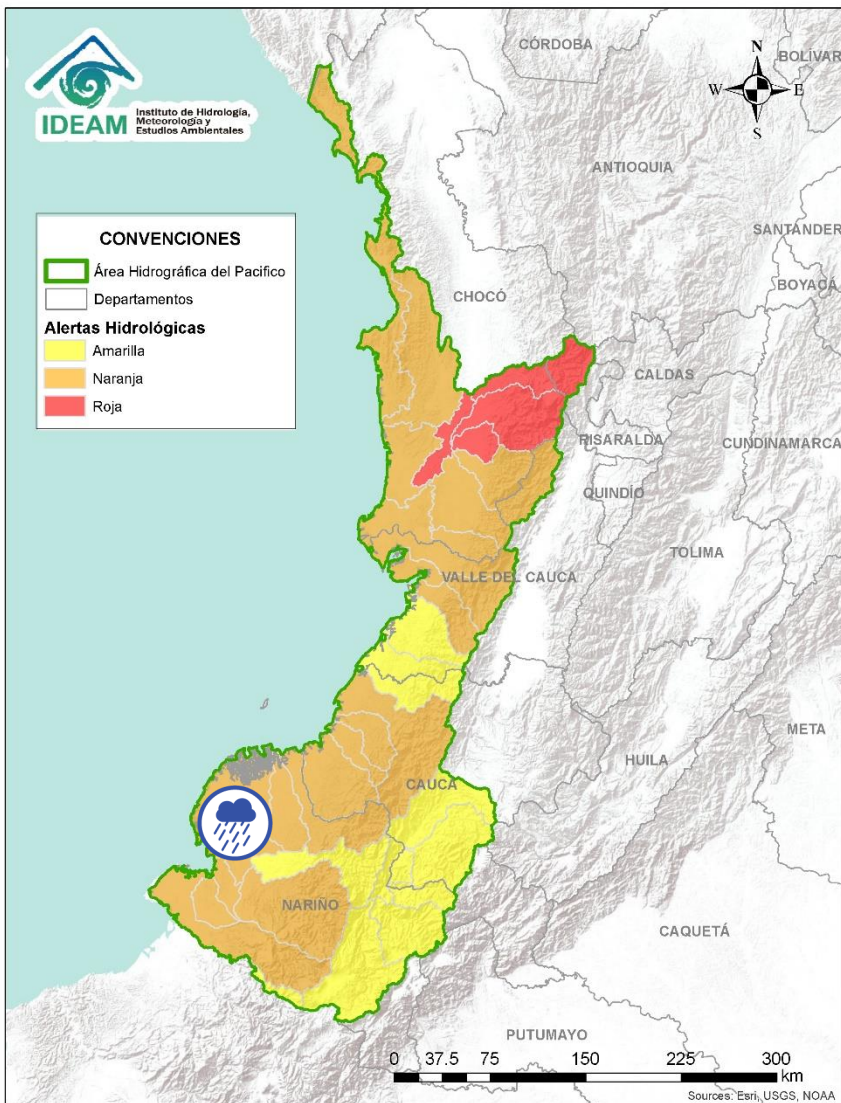 IDEAM
Instituto de Hidrología,
Meteorología y
Estudios Ambientales
N
W
E
S
CONVENCIONES
Área Hidrográfica del Pacifico
Departamentos
Alertas Hidrológicas
Amarilla
Naranja
Roja
CÓRDOBA
BOLÍVAR
ANTIOQUIA
SANTANDER
BOYACÁ
CHOCÓ
CALDAS
RISARALDA
CUNDINAMARCA
QUINDÍO
TOLIMA
VALLE DEL CAUCA
META
HUILA
CAUCA
NARIÑO
CAQUETÁ
PUTUMAYO
0 37.5 75 150 225 300
km
Sources: Esri, USGS, NOAA